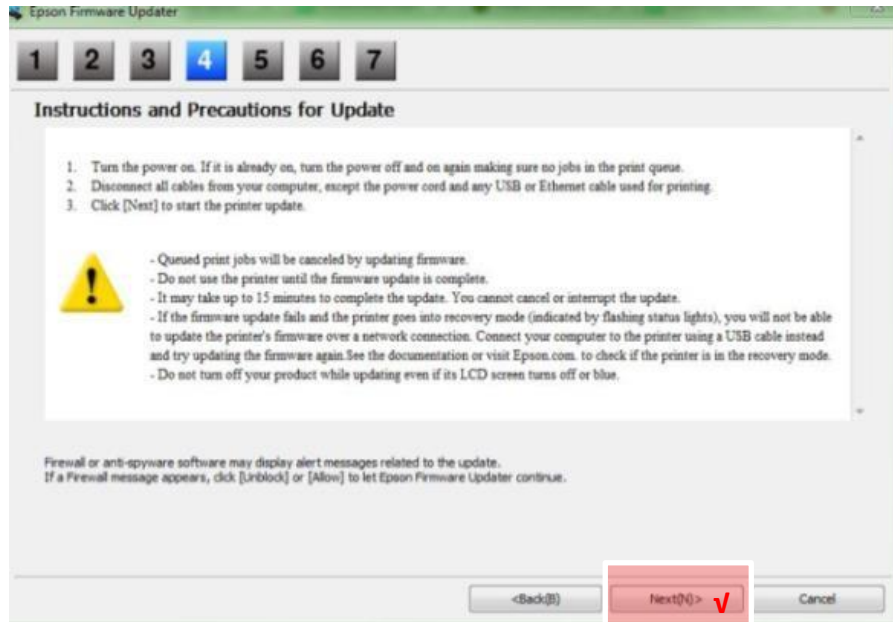 Epson Firmware Updater
1 2 3 4 5 6 7
Instructions and Precautions for Update
1. Turn the power on. If it is already on, turn the power off and on again making sure no jobs in the print queue.
2. Disconnect all cables from your computer, except the power cord and any USB or Ethernet cable used for printing.
3. Click [Next] to start the printer update.
- Queued print jobs will be canceled by updating firmware.
- Do not use the printer until the firmware update is complete.
- It may take up to 15 minutes to complete the update. You cannot cancel or interrupt the update.
- If the firmware update fails and the printer goes into recovery mode (indicated by flashing status lights), you will not be able
to update the printer's firmware over a network connection. Connect your computer to the printer using a USB cable instead
and try updating the firmware again.See the documentation or visit Epson.com. to check if the printer is in the recovery mode.
- Do not turn off your product while updating even if its LCD screen turns off or blue.
Firewall or anti-spyware software may display alert messages related to the update.
If a Firewall message appears, click [Unblock] or [Allow] to let Epson Firmware Updater continue.
<Back(B) Next(N)> √ Cancel